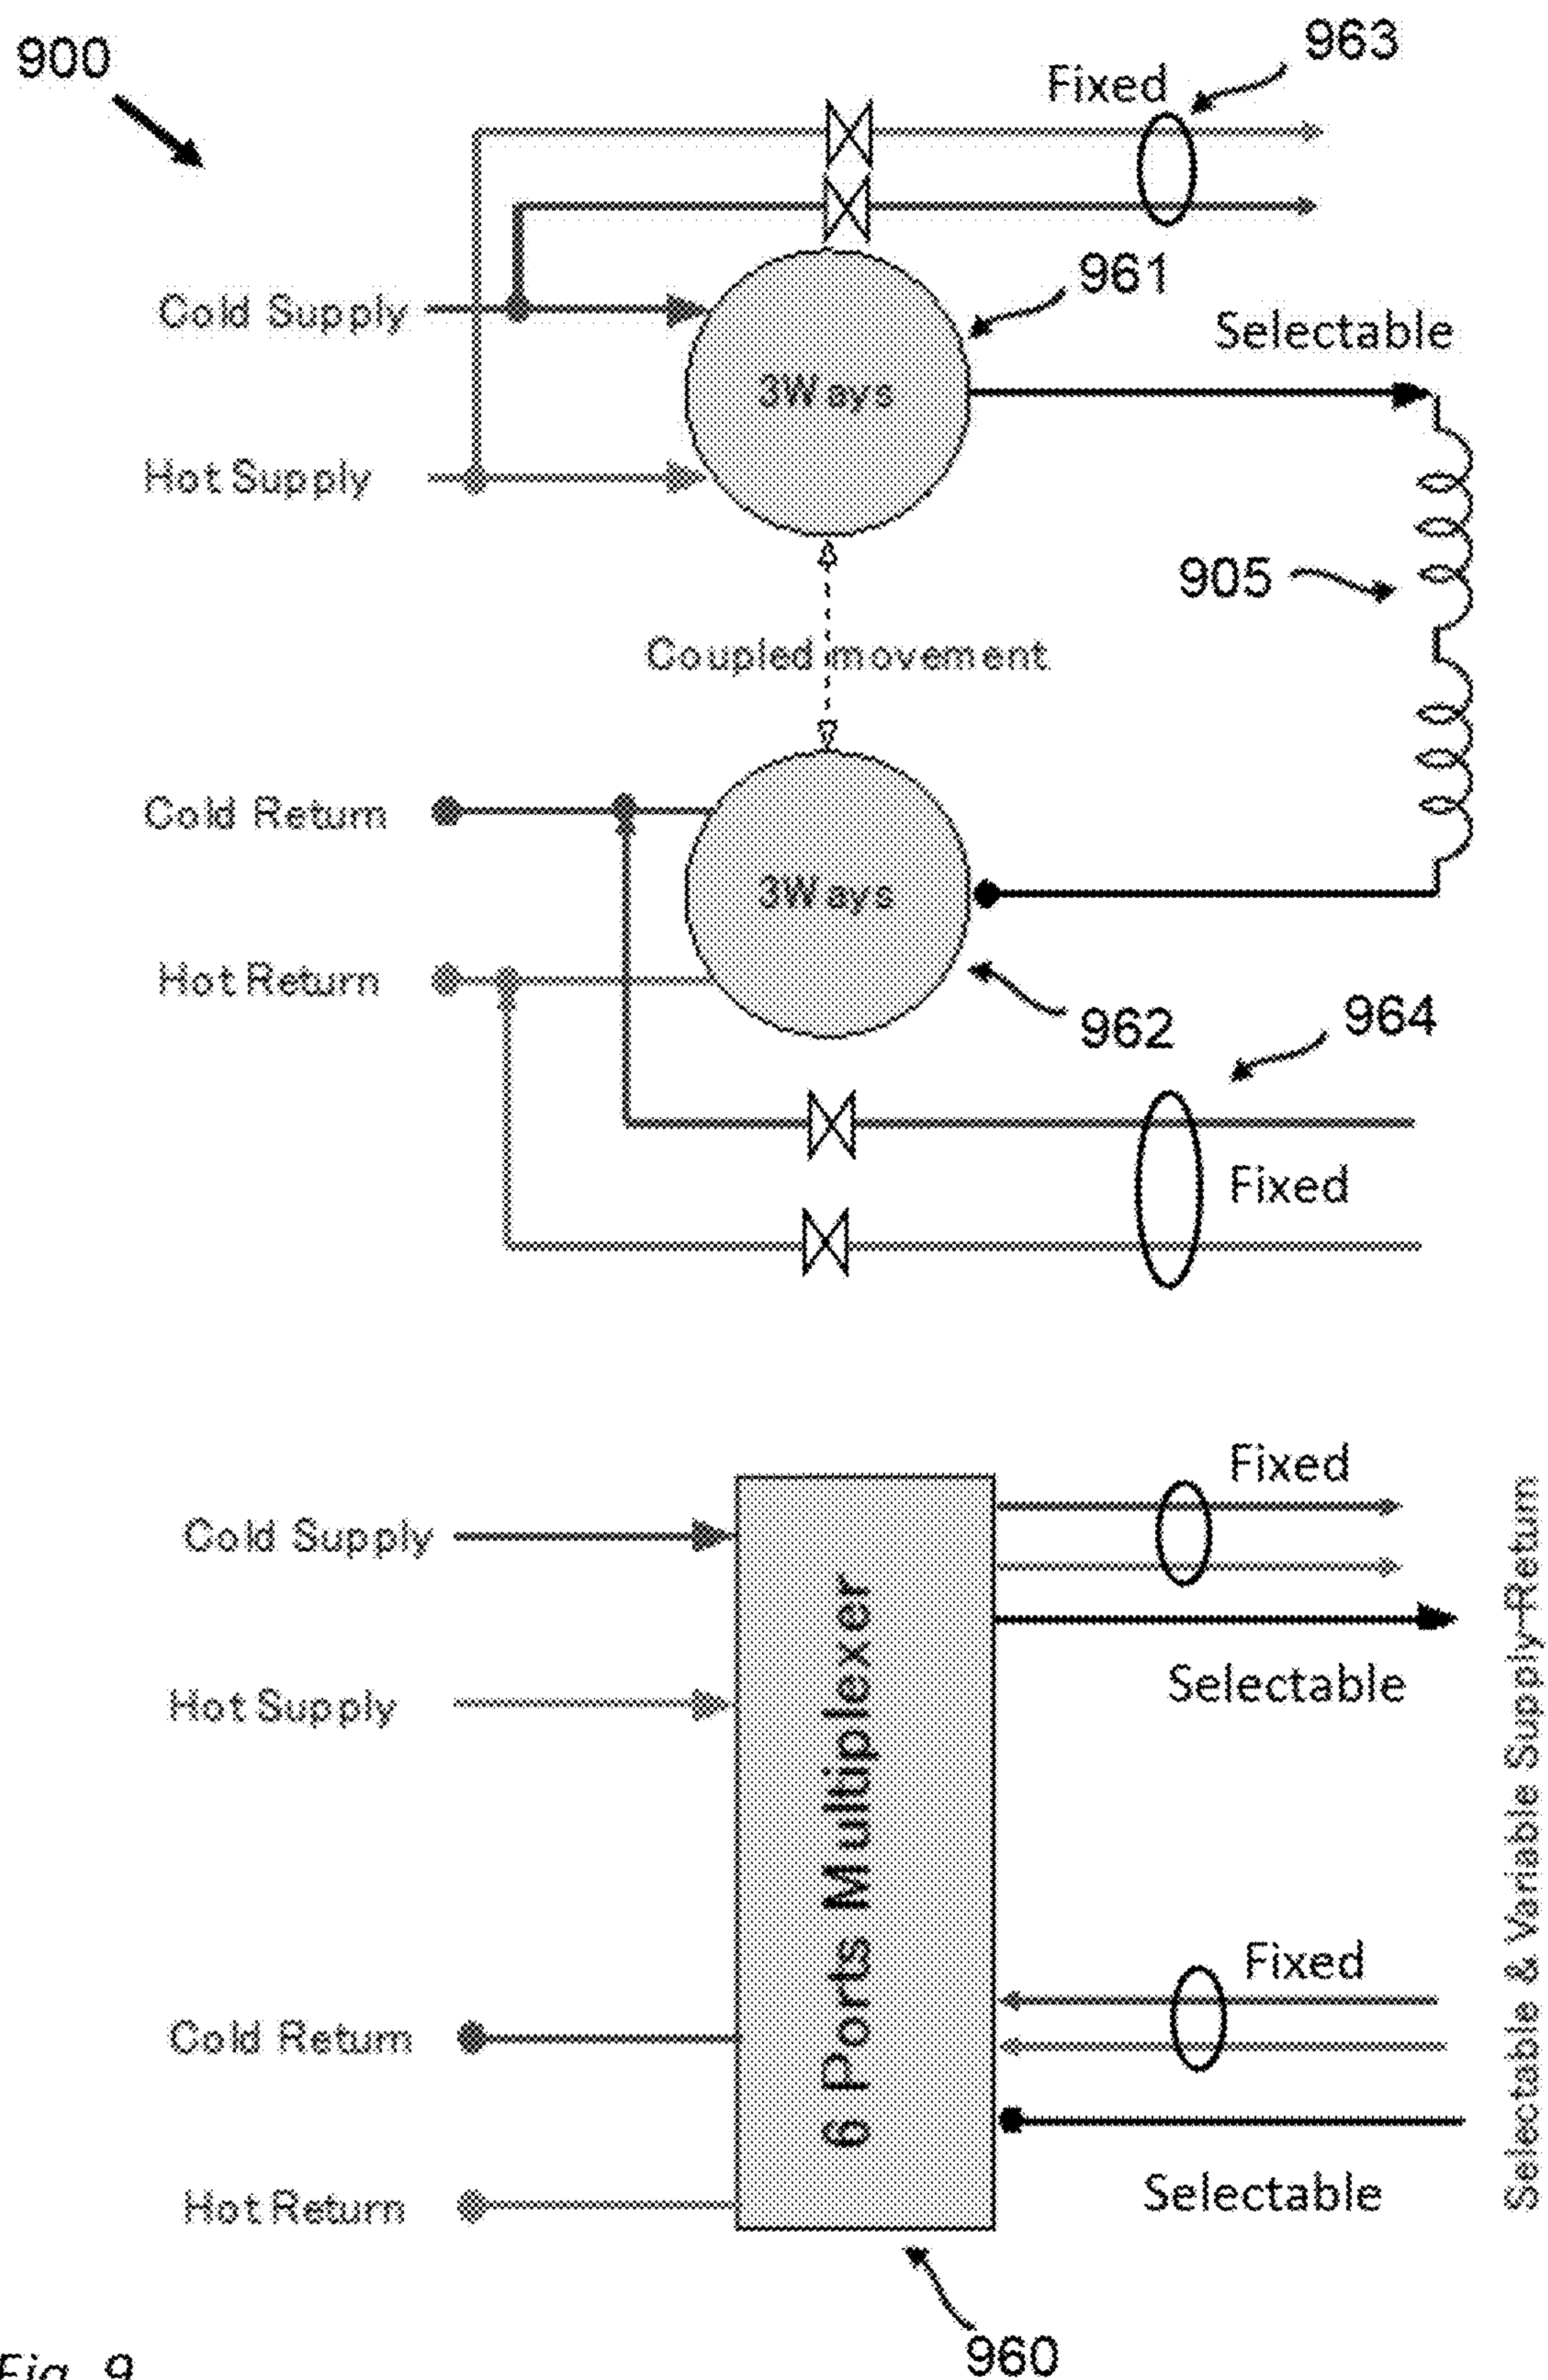 900
963
Fixed
961
Cold Supply
Selectable
3Ways
Hot Supply
905
Coupled movement
Cold Return
3Ways
Hot Return
964
962
Fixed
Fixed
Cold Supply
Selectable
Hot Supply
6 Ports Multiplexer
Selectable & Variable Supply-Return
Fixed
Cold Return
Selectable
Hot Return
960
Fig. 9